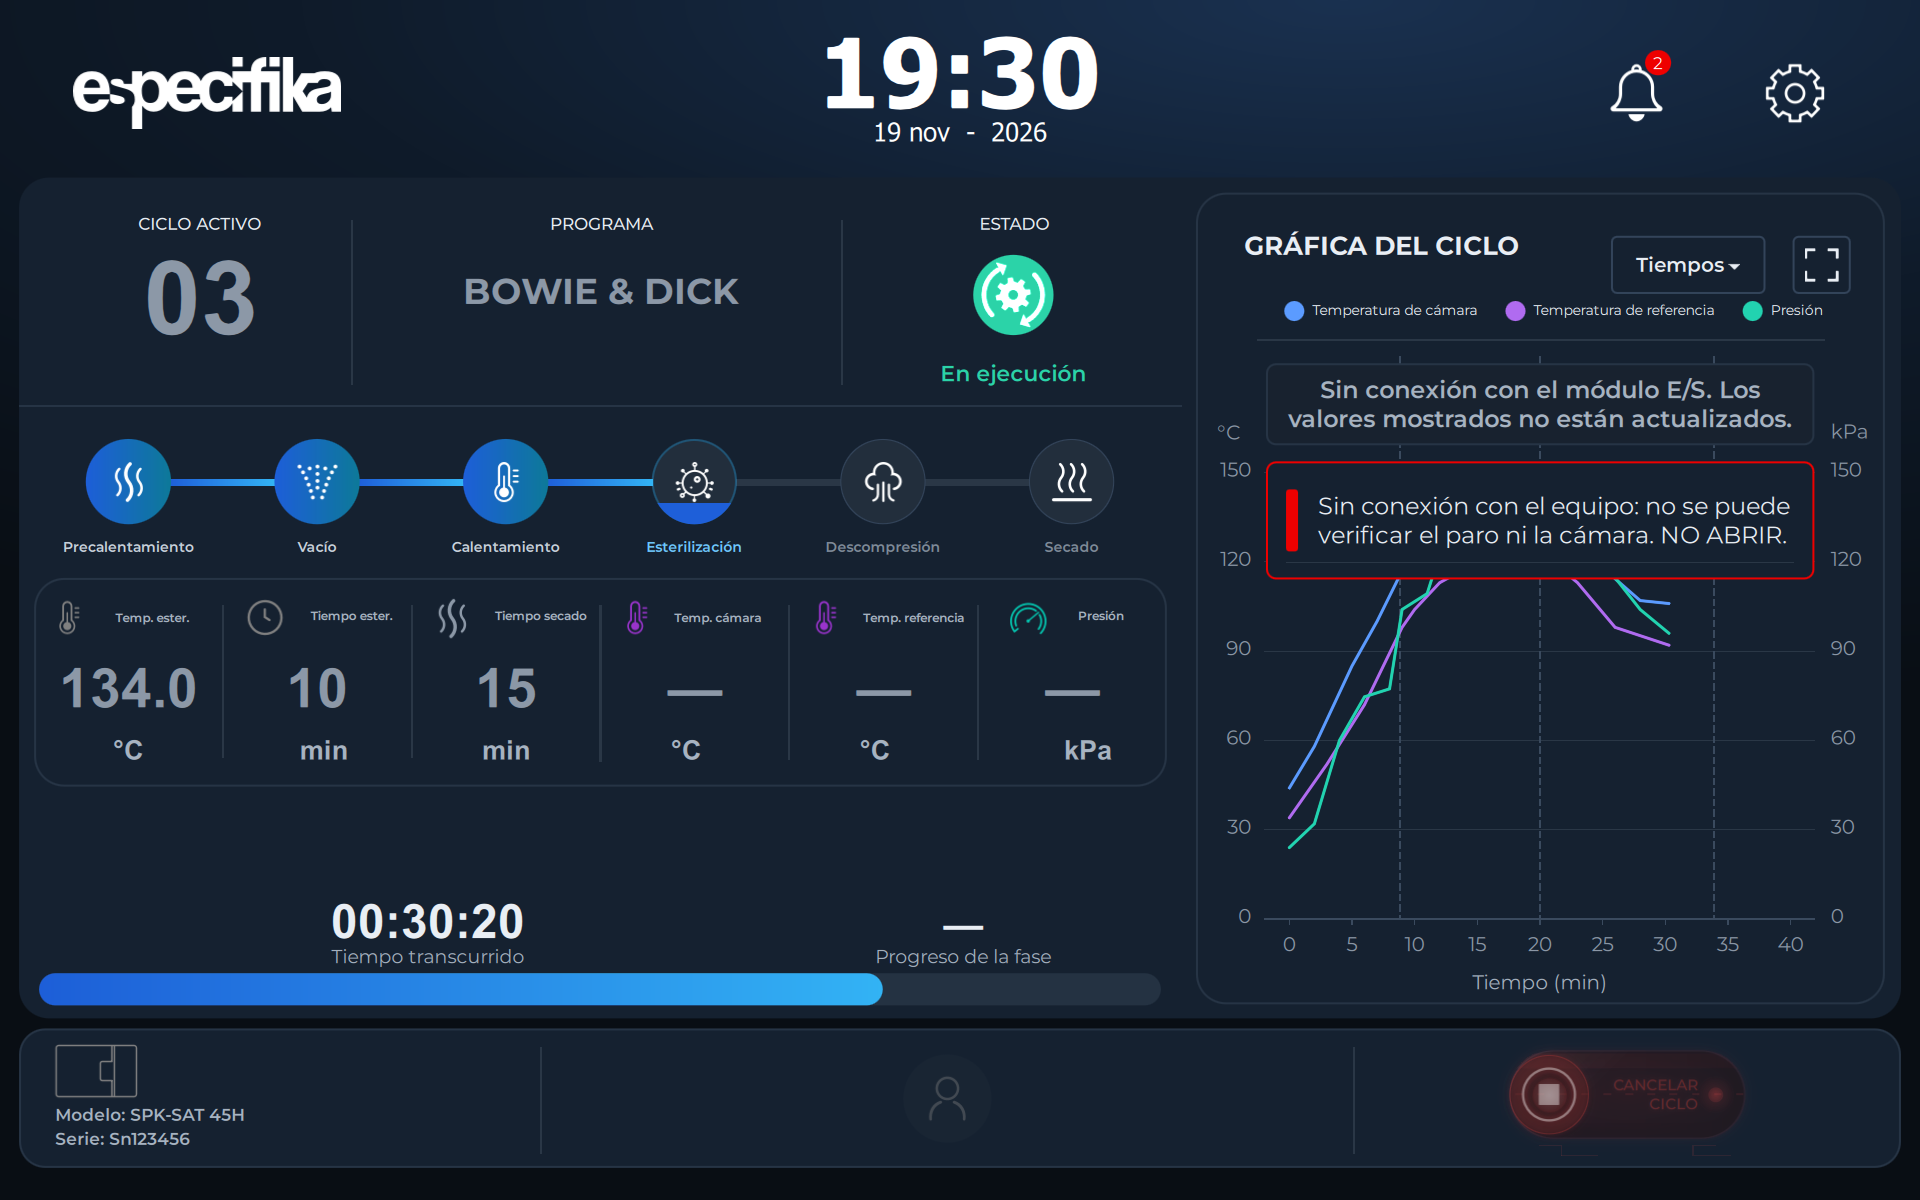 especifika
19:30
19 nov - 2026
2
CICLO ACTIVO
03
PROGRAMA
BOWIE & DICK
ESTADO
En ejecución
Precalentamiento
Vacío
Calentamiento
Esterilización
Descompresión
Secado
Temp. ester.
134.0
°C
Tiempo ester.
10
min
Tiempo secado
15
min
Temp. cámara
—
°C
Temp. referencia
—
°C
Presión
—
kPa
00:30:20
Tiempo transcurrido
—
Progreso de la fase
GRÁFICA DEL CICLO
Tiempos
Temperatura de cámara
Temperatura de referencia
Presión
Sin conexión con el módulo E/S. Los
valores mostrados no están actualizados.
°C
kPa
Sin conexión con el equipo: no se puede
verificar el paro ni la cámara. NO ABRIR.
150
120
90
60
30
0
150
120
90
60
30
0
0 5 10 15 20 25 30 35 40
Tiempo (min)
Modelo: SPK-SAT 45H
Serie: Sn123456
CANCELAR
CICLO